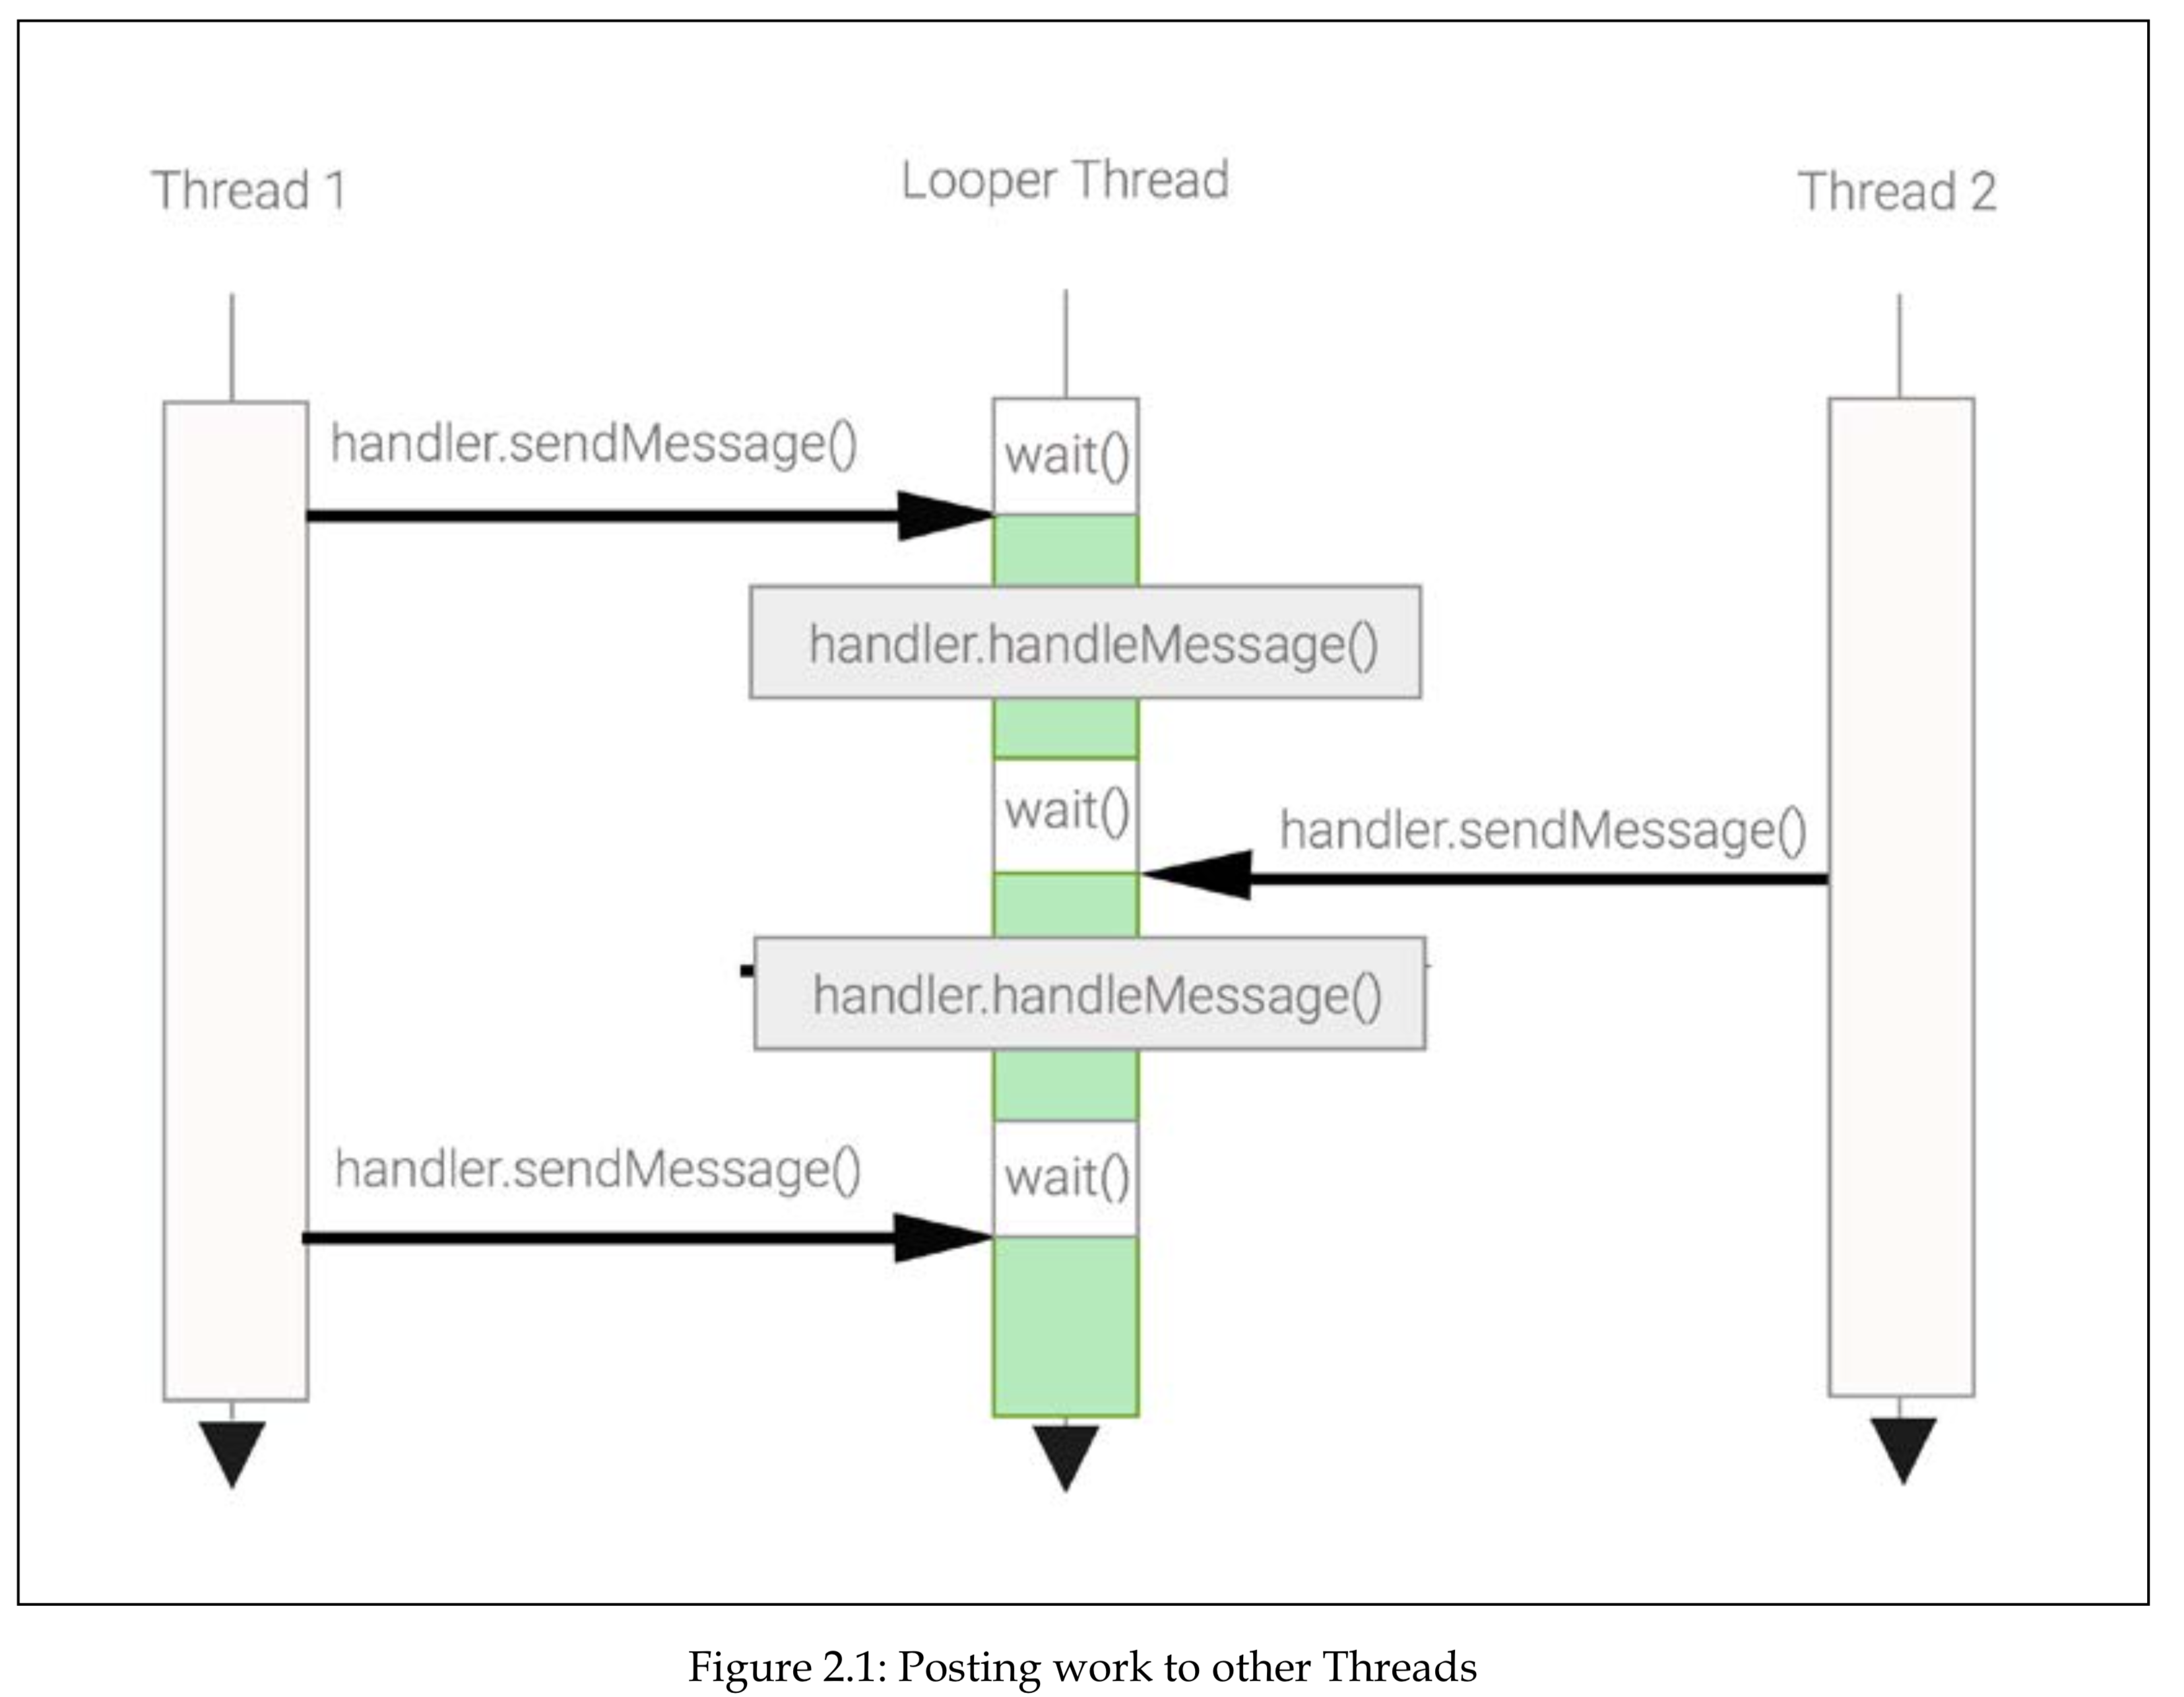 Thread 1
Looper Thread
Thread 2
handler.sendMessage()
wait()
handler.handleMessage()
wait()
handler.sendMessage()
handler.handleMessage()
handler.sendMessage()
wait()
Figure 2.1: Posting work to other Threads